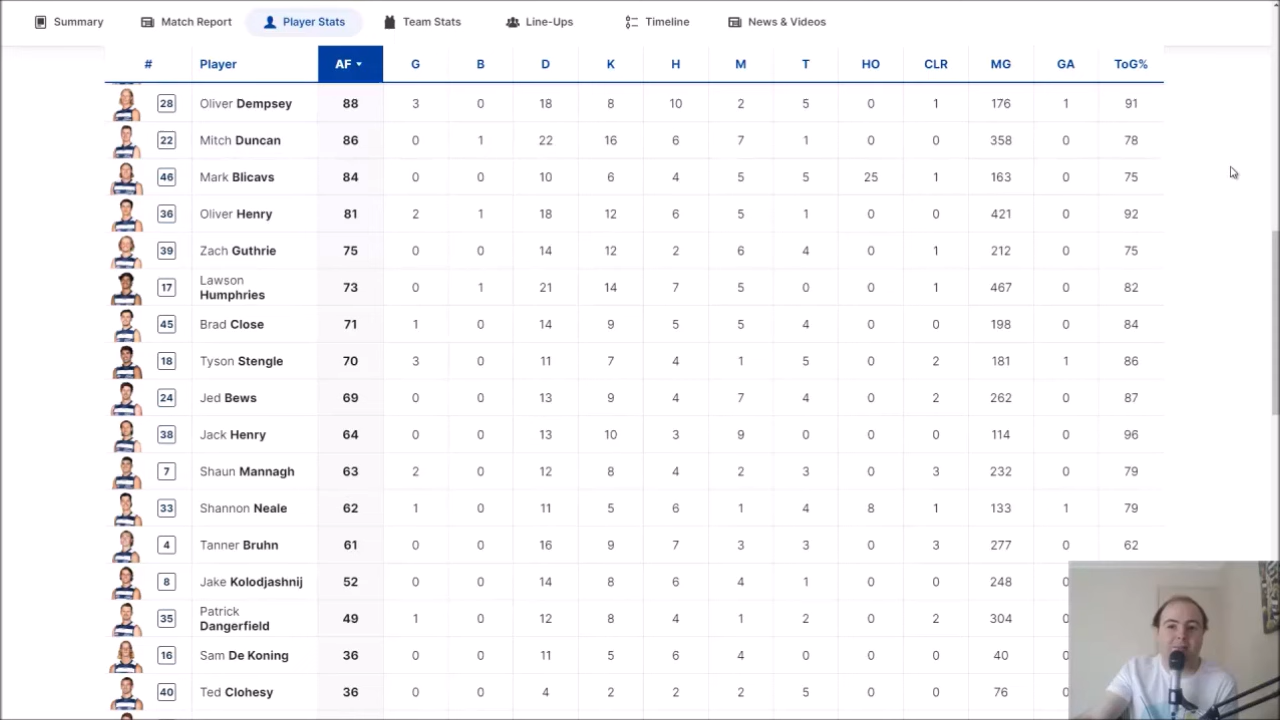 Summary Match Report Player Stats Team Stats Line-Ups Timeline News & Videos
# Player AF G B D K H M T HO CLR MG GA ToG%
28 Oliver Dempsey 88 3 0 18 8 10 2 5 0 1 176 1 91
22 Mitch Duncan 86 0 1 22 16 6 7 1 0 0 358 0 78
46 Mark Blicavs 84 0 0 10 6 4 5 5 25 1 163 0 75
36 Oliver Henry 81 2 1 18 12 6 5 1 0 0 421 0 92
39 Zach Guthrie 75 0 0 14 12 2 6 4 0 1 212 0 75
17 Lawson
Humphries 73 0 1 21 14 7 5 0 0 1 467 0 82
45 Brad Close 71 1 0 14 9 5 5 4 0 0 198 0 84
18 Tyson Stengle 70 3 0 11 7 4 1 5 0 2 181 1 86
24 Jed Bews 69 0 0 13 9 4 7 4 0 2 262 0 87
38 Jack Henry 64 0 0 13 10 3 9 0 0 0 114 0 96
7 Shaun Mannagh 63 2 0 12 8 4 2 3 0 3 232 0 79
33 Shannon Neale 62 1 0 11 5 6 1 4 8 1 133 1 79
4 Tanner Bruhn 61 0 0 16 9 7 3 3 0 3 277 0 62
8 Jake Kolodjashnij 52 0 0 14 8 6 4 1 0 0 248 0
35 Patrick
Dangerfield 49 1 0 12 8 4 1 2 0 2 304 0
16 Sam De Koning 36 0 0 11 5 6 4 0 0 0 40 0
40 Ted Clohesy 36 0 0 4 2 2 2 5 0 0 76 0